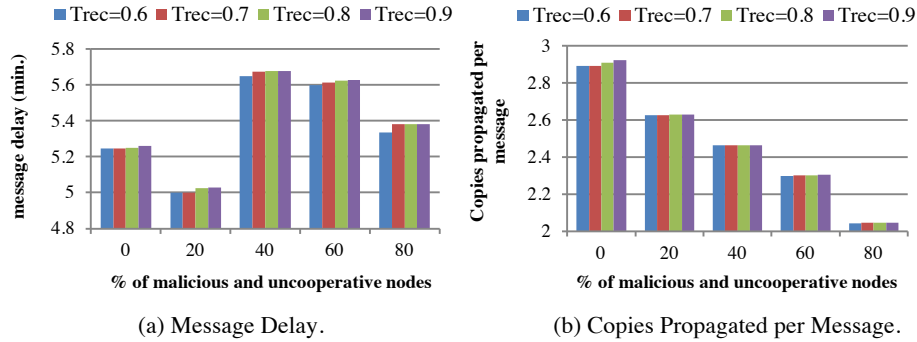 Trec=0.6 Trec=0.7 Trec=0.8 Trec=0.9
5.8
5.6
5.4
5.2
5
4.8
message delay (min.)
0 20 40 60 80
% of malicious and uncooperative nodes
(a) Message Delay.
Trec=0.6 Trec=0.7 Trec=0.8 Trec=0.9
3
2.8
2.6
2.4
2.2
2
Copies propagated per
message
0 20 40 60 80
% of malicious and uncooperative nodes
(b) Copies Propagated per Message.